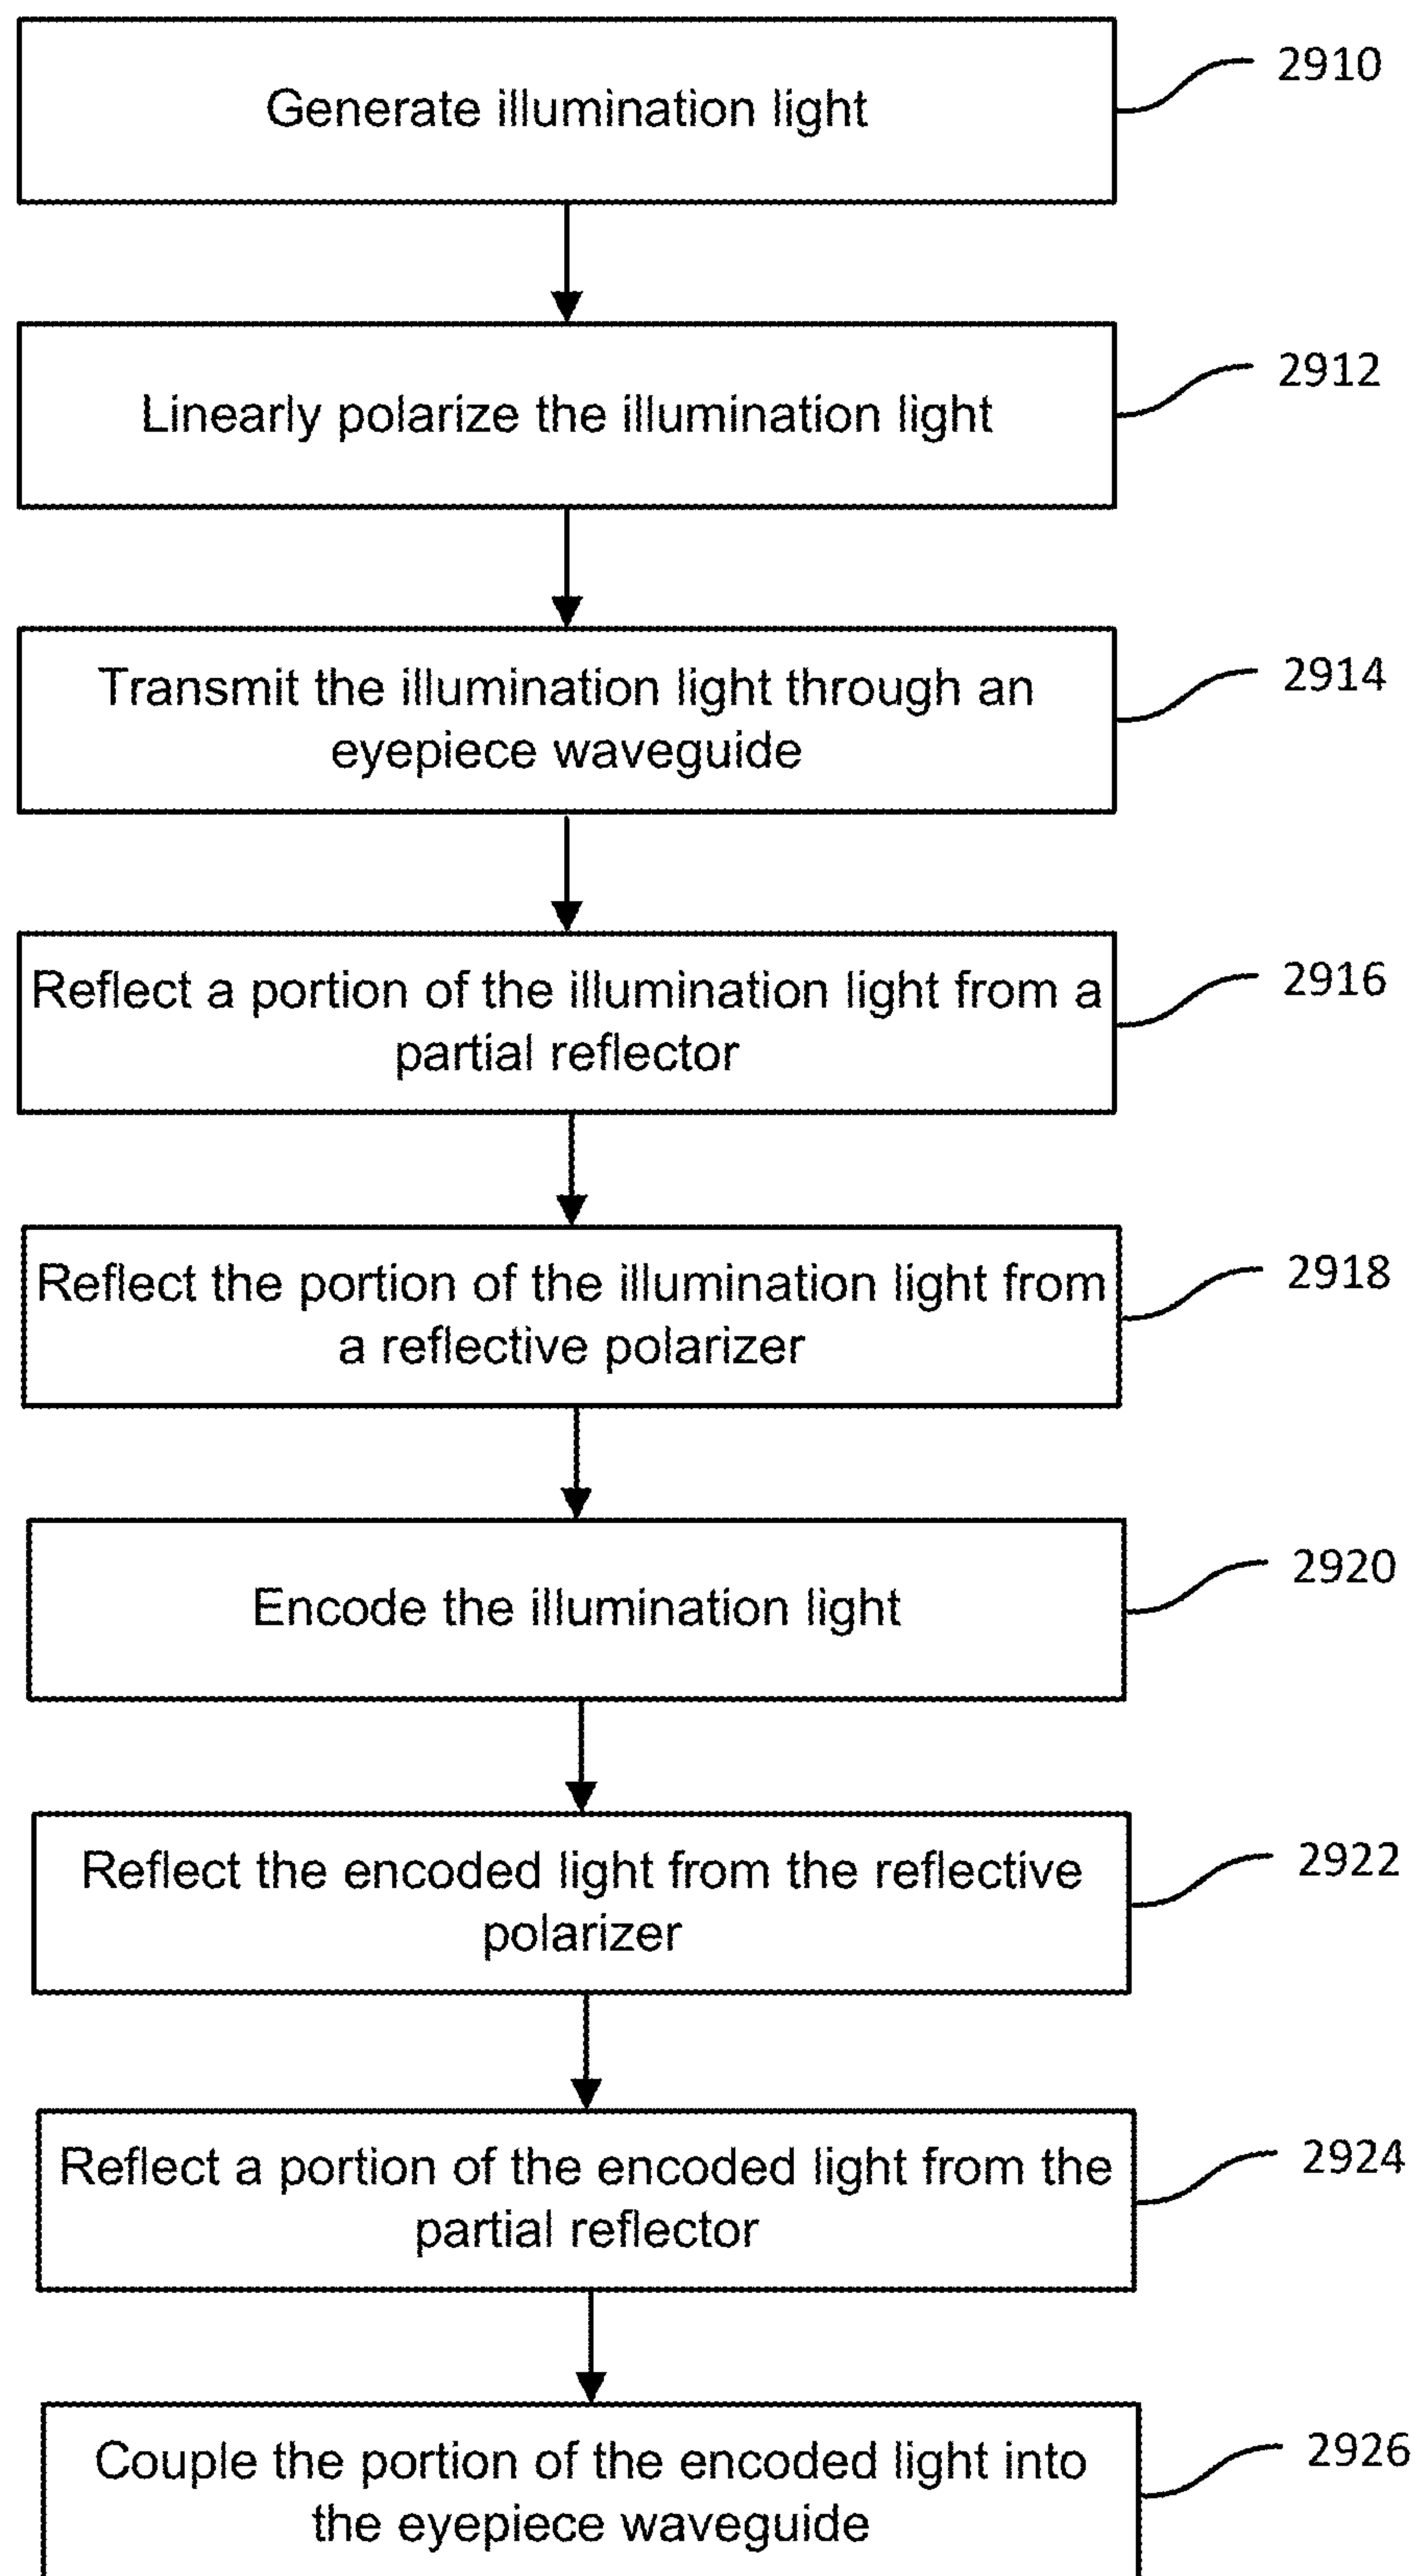 Generate illumination light
2910
Linearly polarize the illumination light
2912
Transmit the illumination light through an
eyepiece waveguide
2914
Reflect a portion of the illumination light from a
partial reflector
2916
Reflect the portion of the illumination light from
a reflective polarizer
2918
Encode the illumination light
2920
Reflect the encoded light from the reflective
polarizer
2922
Reflect a portion of the encoded light from the
partial reflector
2924
Couple the portion of the encoded light into
the eyepiece waveguide
2926